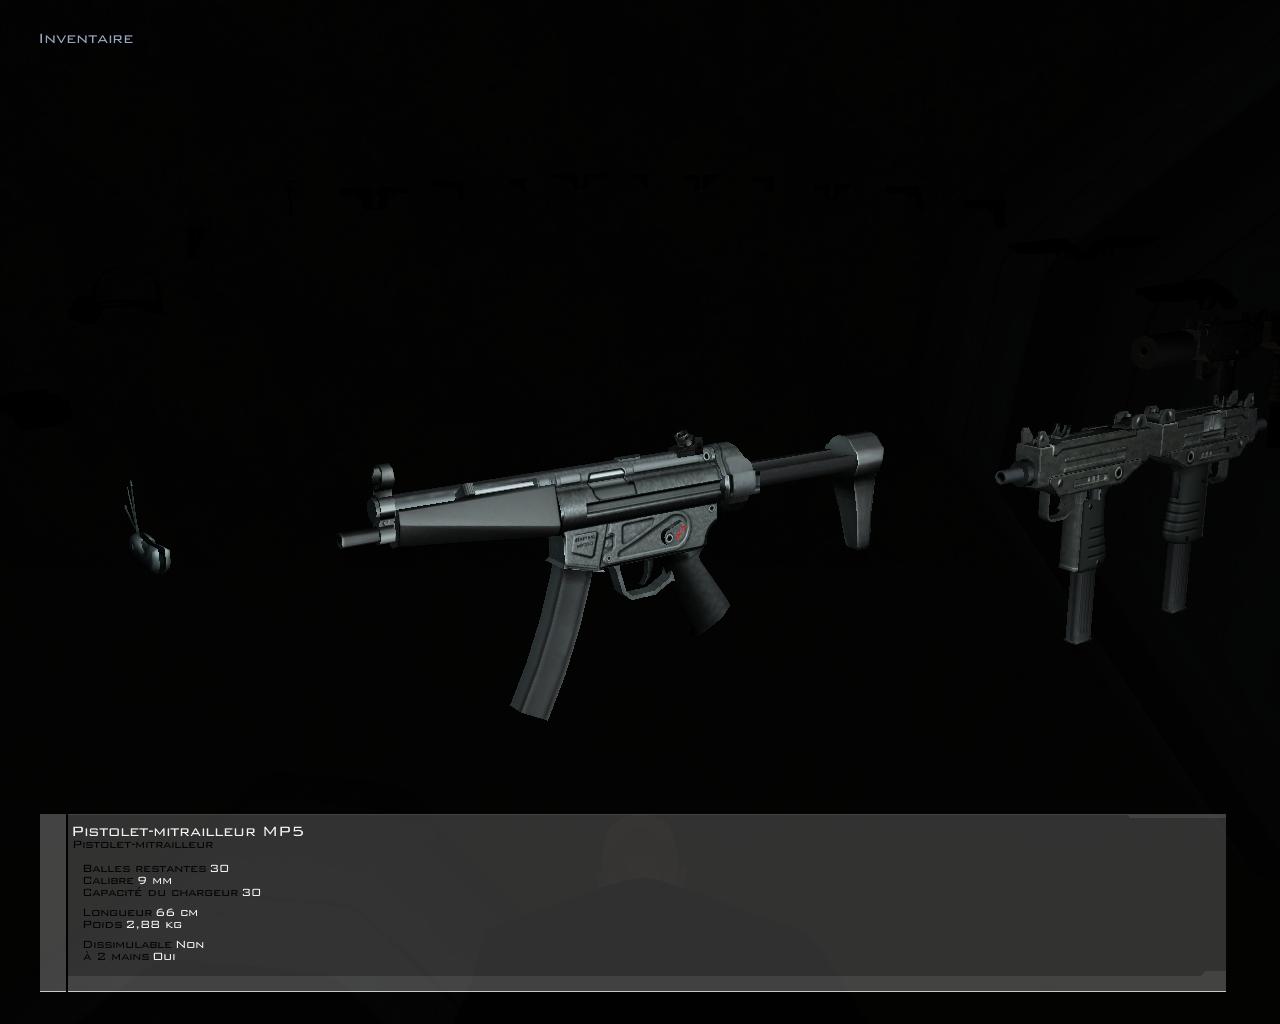 Inventaire
Pistolet-mitrailleur MP5
Pistolet-mitrailleur
Balles restantes 30
Calibre 9 mm
Capacité du chargeur 30
Longueur 66 cm
Poids 2,88 kg
Dissimulable Non
À 2 mains Oui